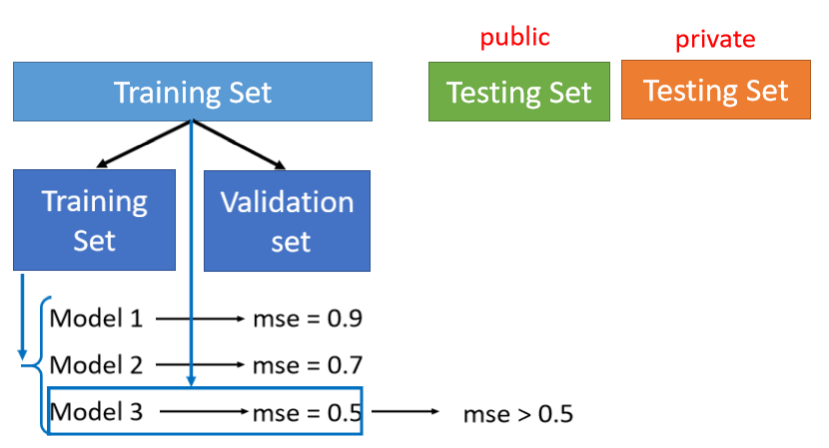 public
private
Training Set
Testing Set
Testing Set
Training
Set
Validation
set
Model 1
mse = 0.9
Model 2
mse = 0.7
Model 3
mse = 0.5
mse > 0.5